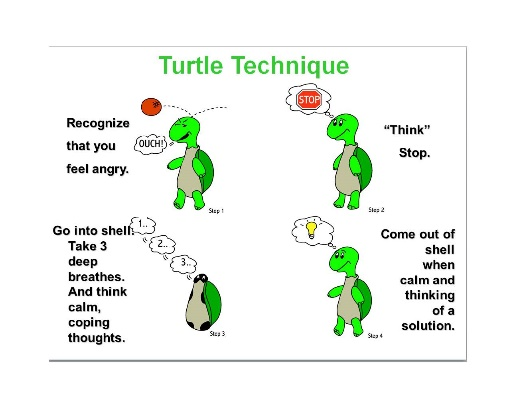 Turtle Technique
Recognize
that you
feel angry.
OUCH!
Step 1
STOP
“Think”
Stop.
Step 2
Go into shell.
Take 3
deep
breathes.
And think
calm,
coping
thoughts.
1..
2..
3..
Step 3
Come out of
shell
when
calm and
thinking
of a
solution.
Step 4